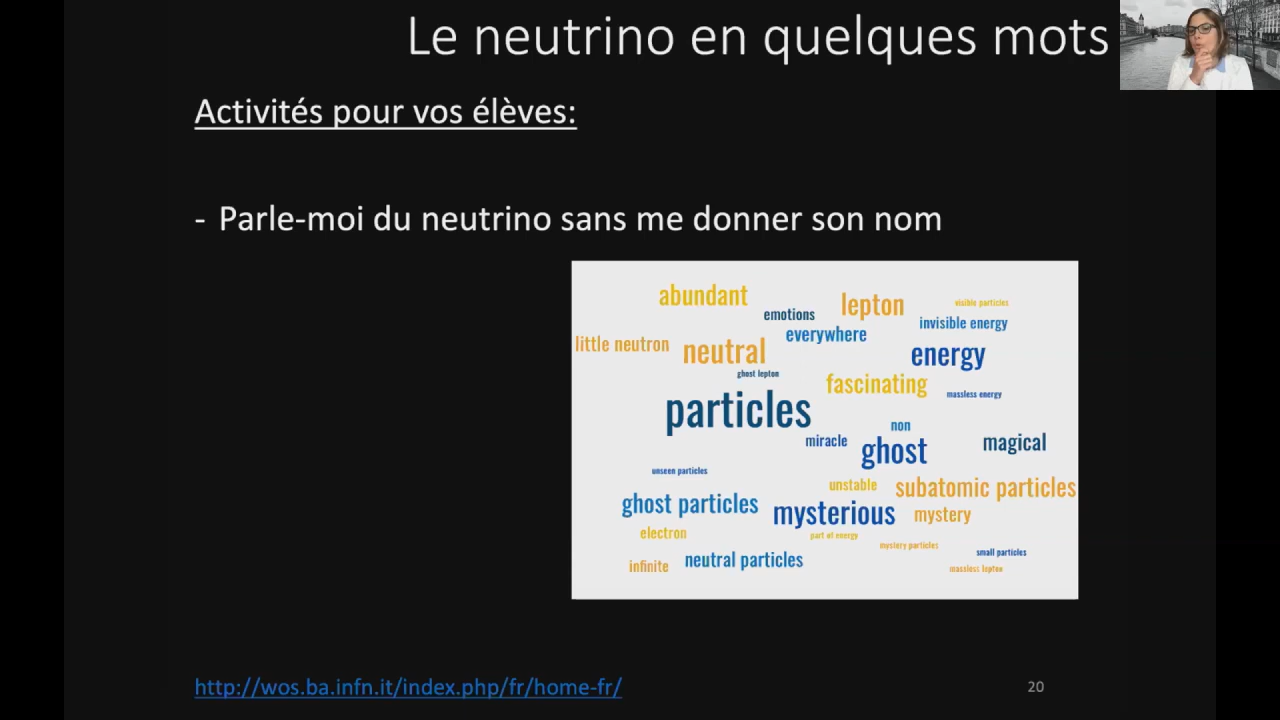 Le neutrino en quelques mots
Activités pour vos élèves:
- Parle-moi du neutrino sans me donner son nom
abundant
emotions
lepton
visible particles
invisible energy
little neutron
neutral
everywhere
energy
ghost lepton
fascinating
massless energy
particles
non
miracle
ghost
magical
unseen particles
unstable
subatomic particles
ghost particles
mysterious
mystery
electron
part of energy
mystery particles
small particles
infinite
neutral particles
massless lepton
http://wos.ba.infn.it/index.php/fr/home-fr/
20